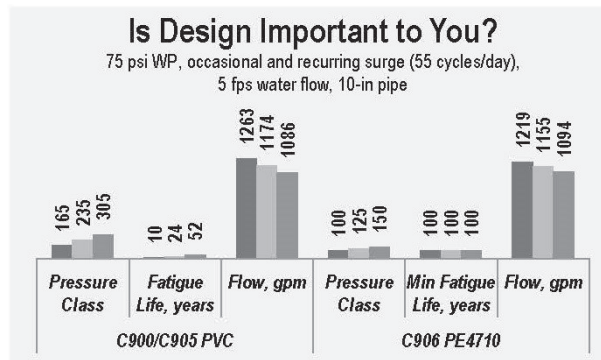 Is Design Important to You?
75 psi WP, occasional and recurring surge (55 cycles/day),
5 fps water flow, 10-in pipe
165 235 305 10 24 52 1263 1174 1086 100 125 150 100 100 100 1219 1155 1094
Pressure Fatigue Flow, gpm Pressure Min Fatigue Flow, gpm
Class Life, years Class Life, years
C900/C905 PVC C906 PE4710